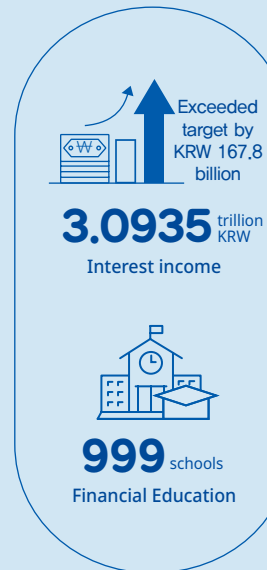 Exceeded
target by
KRW 167.8
billion
₩
3.0935 trillion KRW
Interest income
999 schools
Financial Education